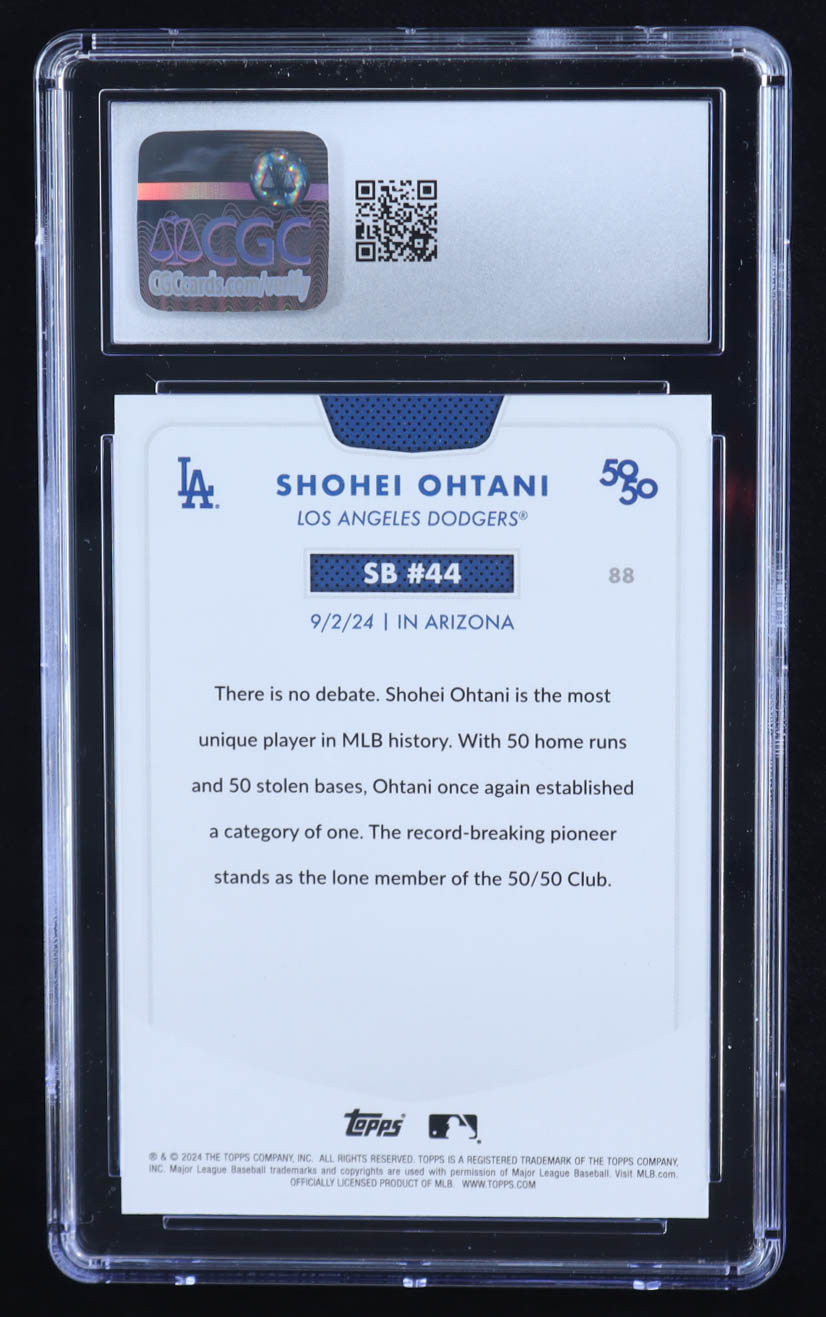 CGC
CGCcards.com/verify
LA
SHOHEI OHTANI
50
50
LOS ANGELES DODGERS®
SB #44
88
9/2/24 | IN ARIZONA
There is no debate. Shohei Ohtani is the most
unique player in MLB history. With 50 home runs
and 50 stolen bases, Ohtani once again established
a category of one. The record-breaking pioneer
stands as the lone member of the 50/50 Club.
Topps
® & © 2024 THE TOPPS COMPANY, INC. ALL RIGHTS RESERVED. TOPPS IS A REGISTERED TRADEMARK OF THE TOPPS COMPANY,
INC. Major League Baseball trademarks and copyrights are used with permission of Major League Baseball. Visit MLB.com.
OFFICIALLY LICENSED PRODUCT OF MLB. WWW.TOPPS.COM